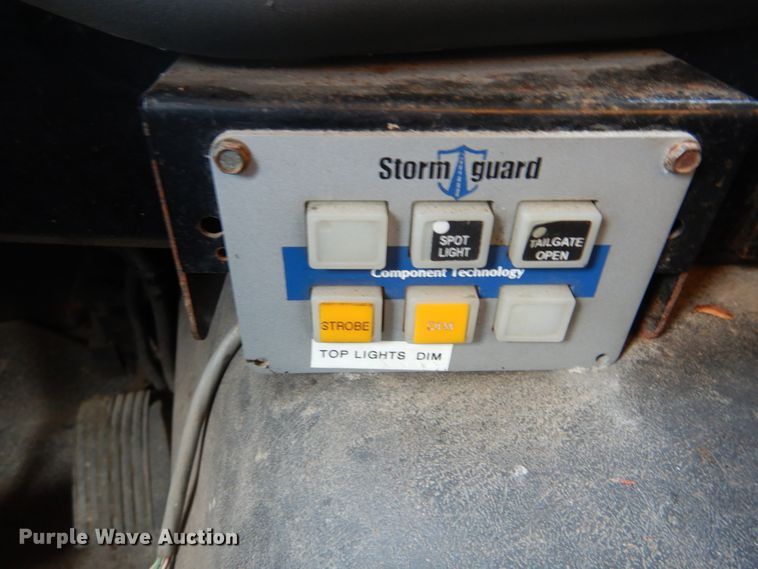 Storm guard
SPOT LIGHT
TAILGATE OPEN
Component Technology
STROBE
DIM
TOP LIGHTS DIM
Purple Wave Auction